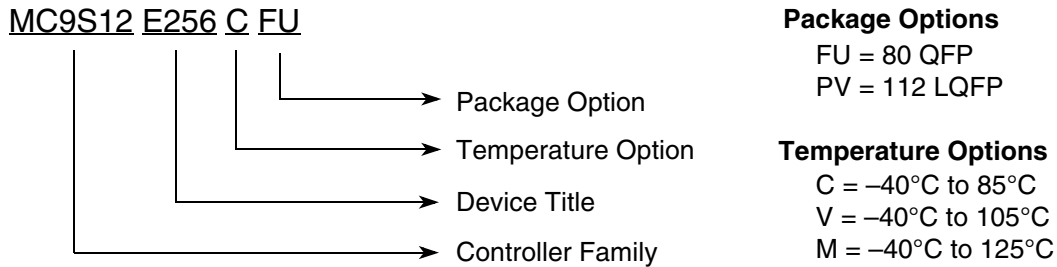 MC9S12 E256 C FU
Package Option
Temperature Option
Device Title
Controller Family
Package Options
FU = 80 QFP
PV = 112 LQFP
Temperature Options
C = –40°C to 85°C
V = –40°C to 105°C
M = –40°C to 125°C